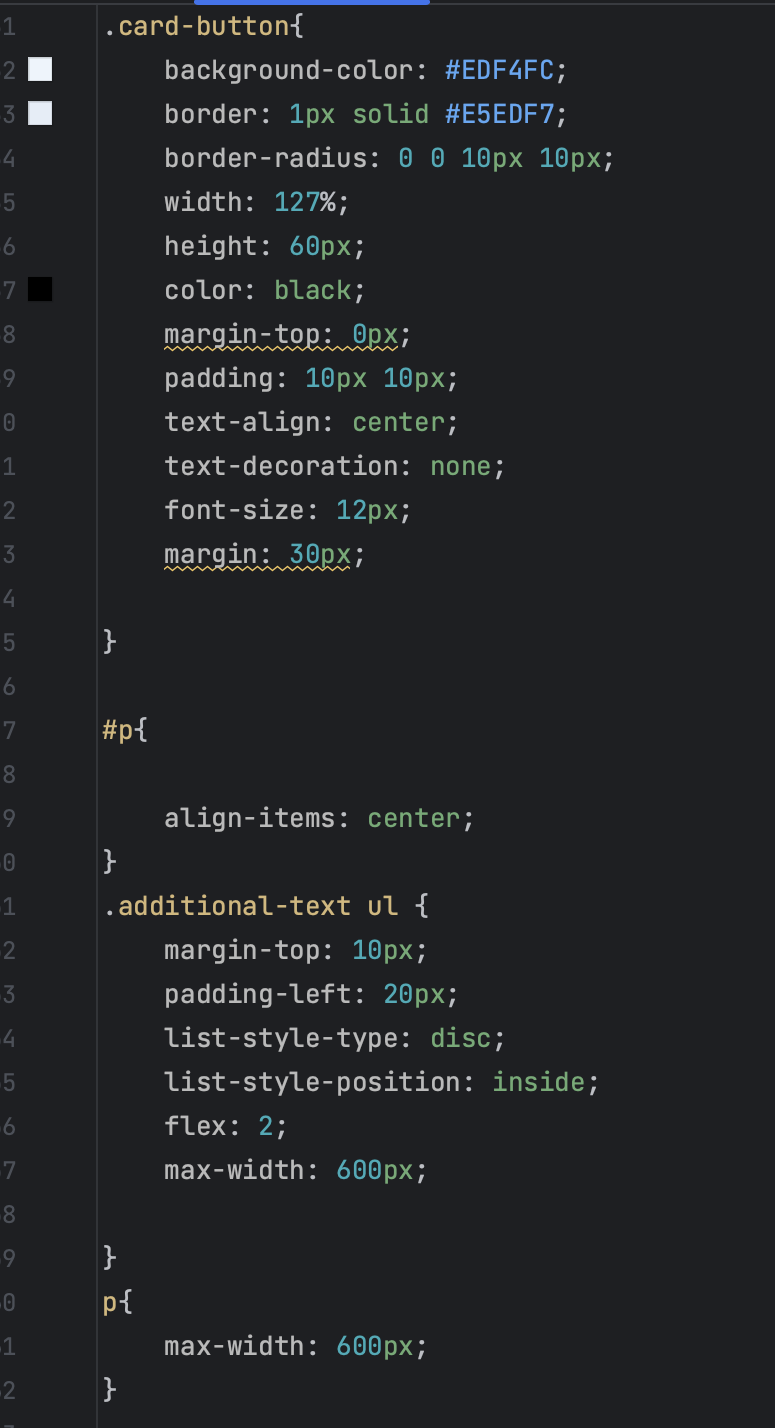 1 .card-button{
2     background-color: #EDF4FC;
3     border: 1px solid #E5EDF7;
4     border-radius: 0 0 10px 10px;
5     width: 127%;
6     height: 60px;
7     color: black;
8     margin-top: 0px;
9     padding: 10px 10px;
0     text-align: center;
1     text-decoration: none;
2     font-size: 12px;
3     margin: 30px;
4
5 }
6
7 #p{
8
9     align-items: center;
0 }
1 .additional-text ul {
2     margin-top: 10px;
3     padding-left: 20px;
4     list-style-type: disc;
5     list-style-position: inside;
6     flex: 2;
7     max-width: 600px;
8
9 }
0 p{
1     max-width: 600px;
2 }